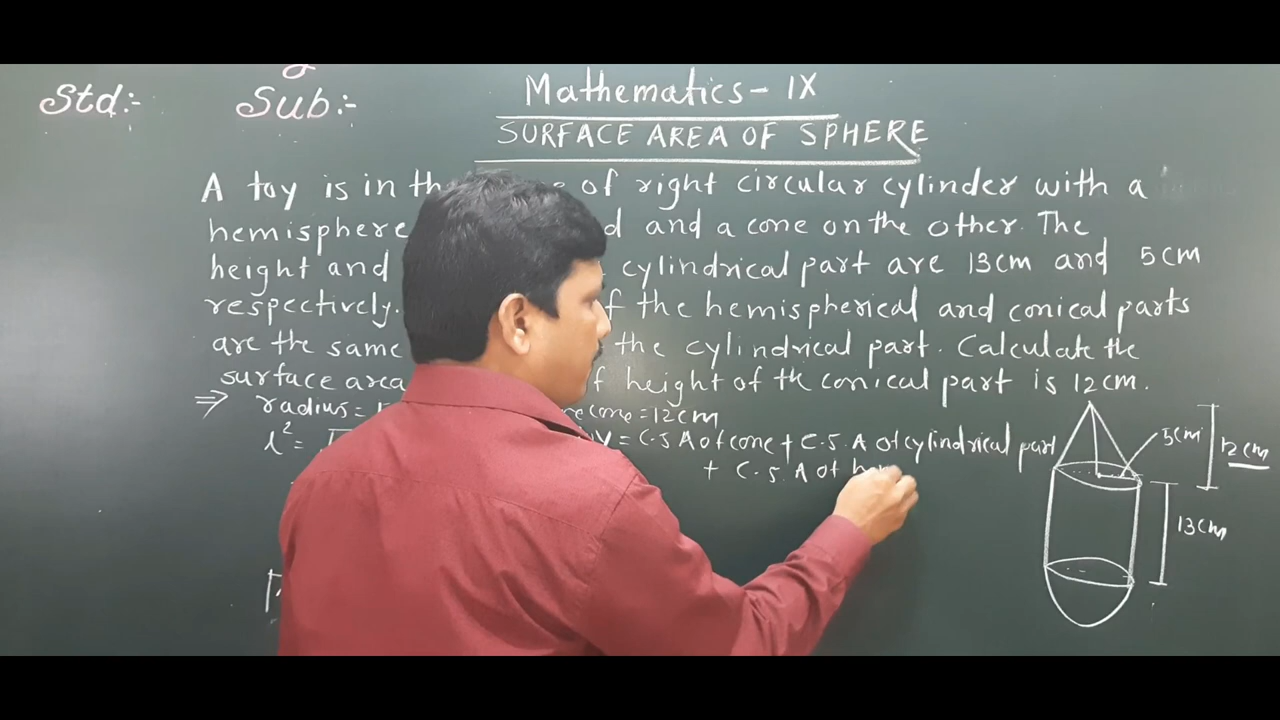 Std:- Sub:- Mathematics - IX
SURFACE AREA OF SPHERE
A toy is in of right circular cylinder with a
hemisphere and a cone on the other. The
height and cylindrical part are 13cm and 5cm
respectively. the hemispherical and conical parts
are the same the cylindrical part. Calculate the
surface area height of the conical part is 12cm.
⇒ radius = cone = 12cm
l² = = C.S.A of cone + C.S.A of cylindrical part
+ C.S.A of
5cm
12cm
13cm